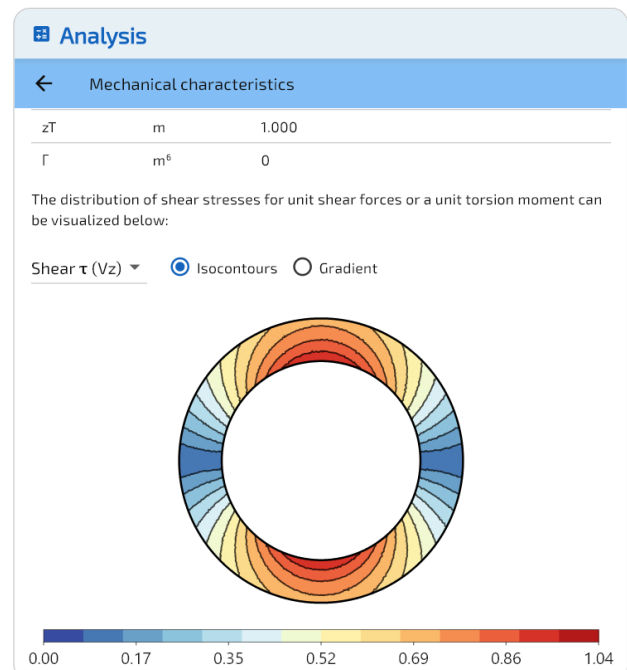 Analysis
Mechanical characteristics
zT m 1.000
Γ m⁶ 0
The distribution of shear stresses for unit shear forces or a unit torsion moment can
be visualized below:
Shear τ (Vz) Isocontours Gradient
0.00 0.17 0.35 0.52 0.69 0.86 1.04